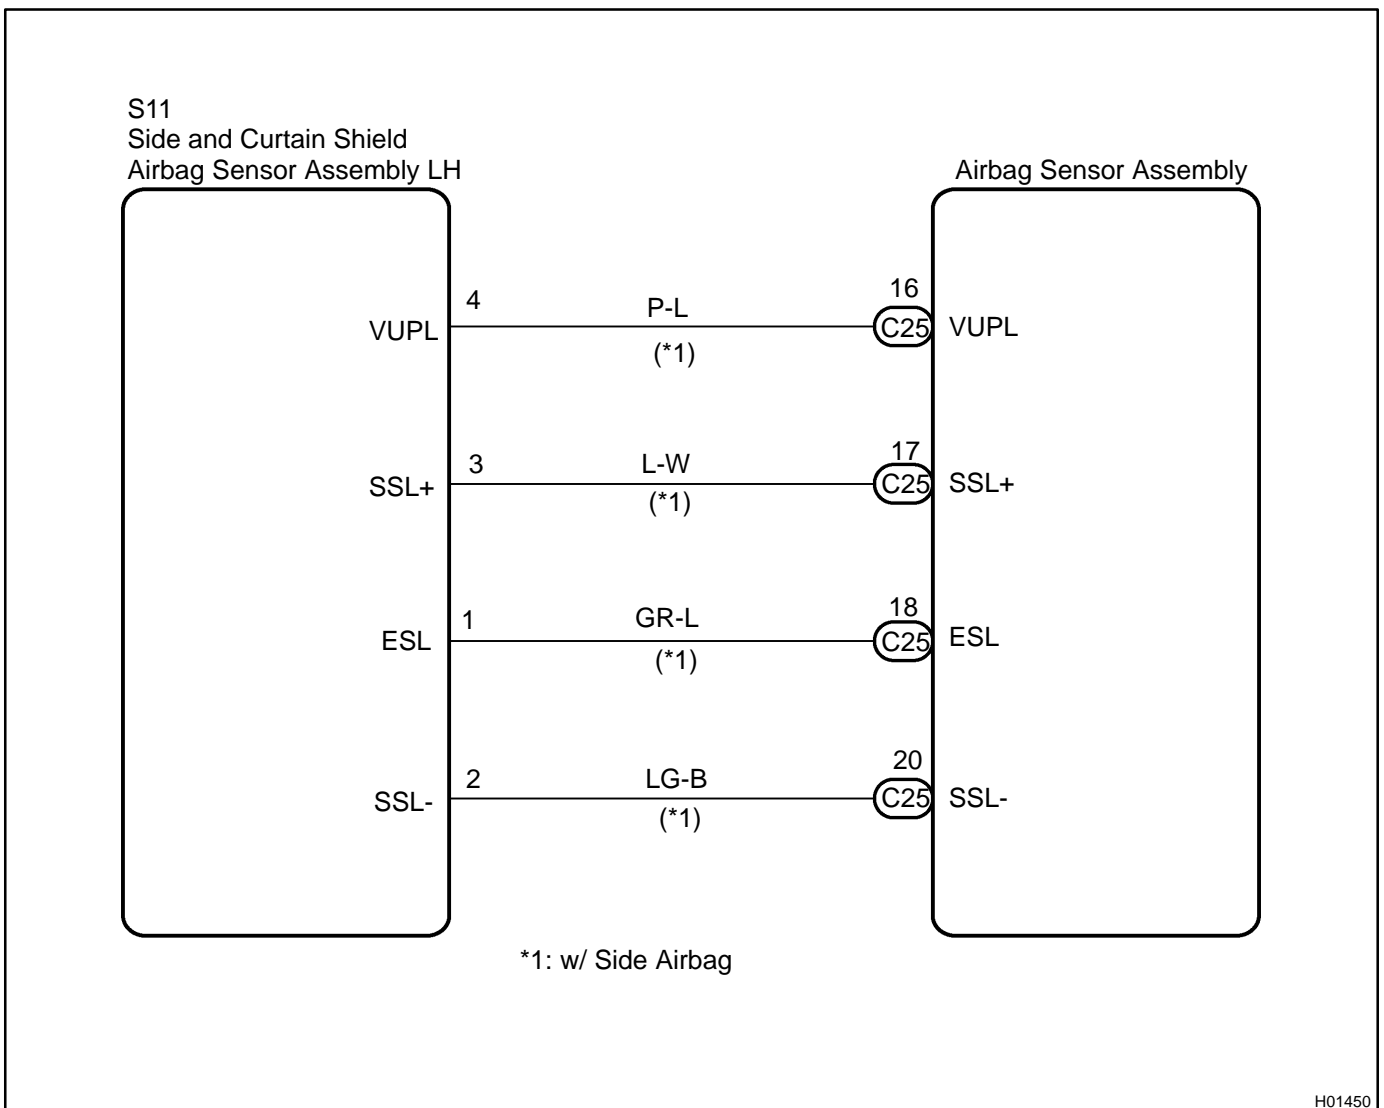 S11
Side and Curtain Shield
Airbag Sensor Assembly LH
Airbag Sensor Assembly
VUPL
4
P-L
(*1)
16
C25
VUPL
SSL+
3
L-W
(*1)
17
C25
SSL+
ESL
1
GR-L
(*1)
18
C25
ESL
SSL-
2
LG-B
(*1)
20
C25
SSL-
*1: w/ Side Airbag
H01450